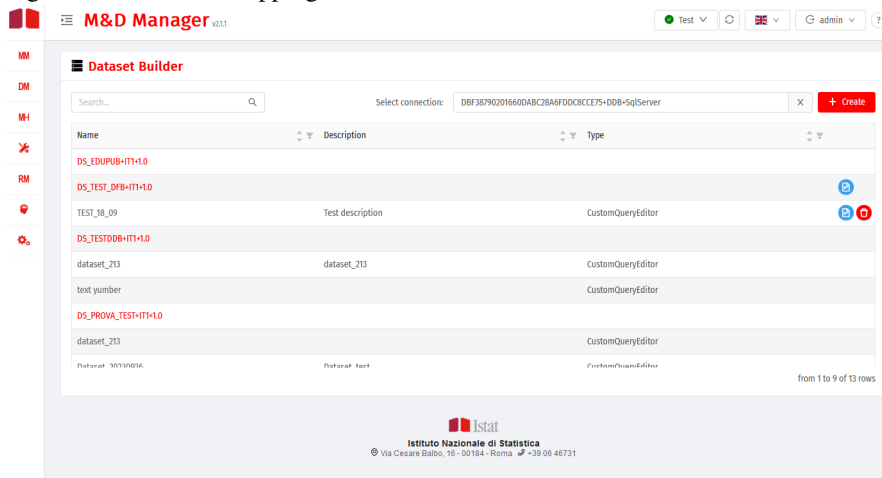 M&D Manager v2.1.1
Test
admin
?
MM
DM
MH
RM
Dataset Builder
Search...
Select connection:
DBF38790201660DABC28A6FDDC8CCE75+DDB+SqlServer
X
+ Create
Name Description Type
DS_EDUPUB+IT1+1.0
DS_TEST_DFB+IT1+1.0
TEST_18_09 Test description CustomQueryEditor
DS_TESTDDB+IT1+1.0
dataset_213 dataset_213 CustomQueryEditor
text yumber CustomQueryEditor
DS_PROVA_TEST+IT1+1.0
dataset_213 CustomQueryEditor
Dataset_20230926 Dataset_test CustomQueryEditor
from 1 to 9 of 13 rows
Istat
Istituto Nazionale di Statistica
Via Cesare Balbo, 16 - 00184 - Roma +39 06 46731